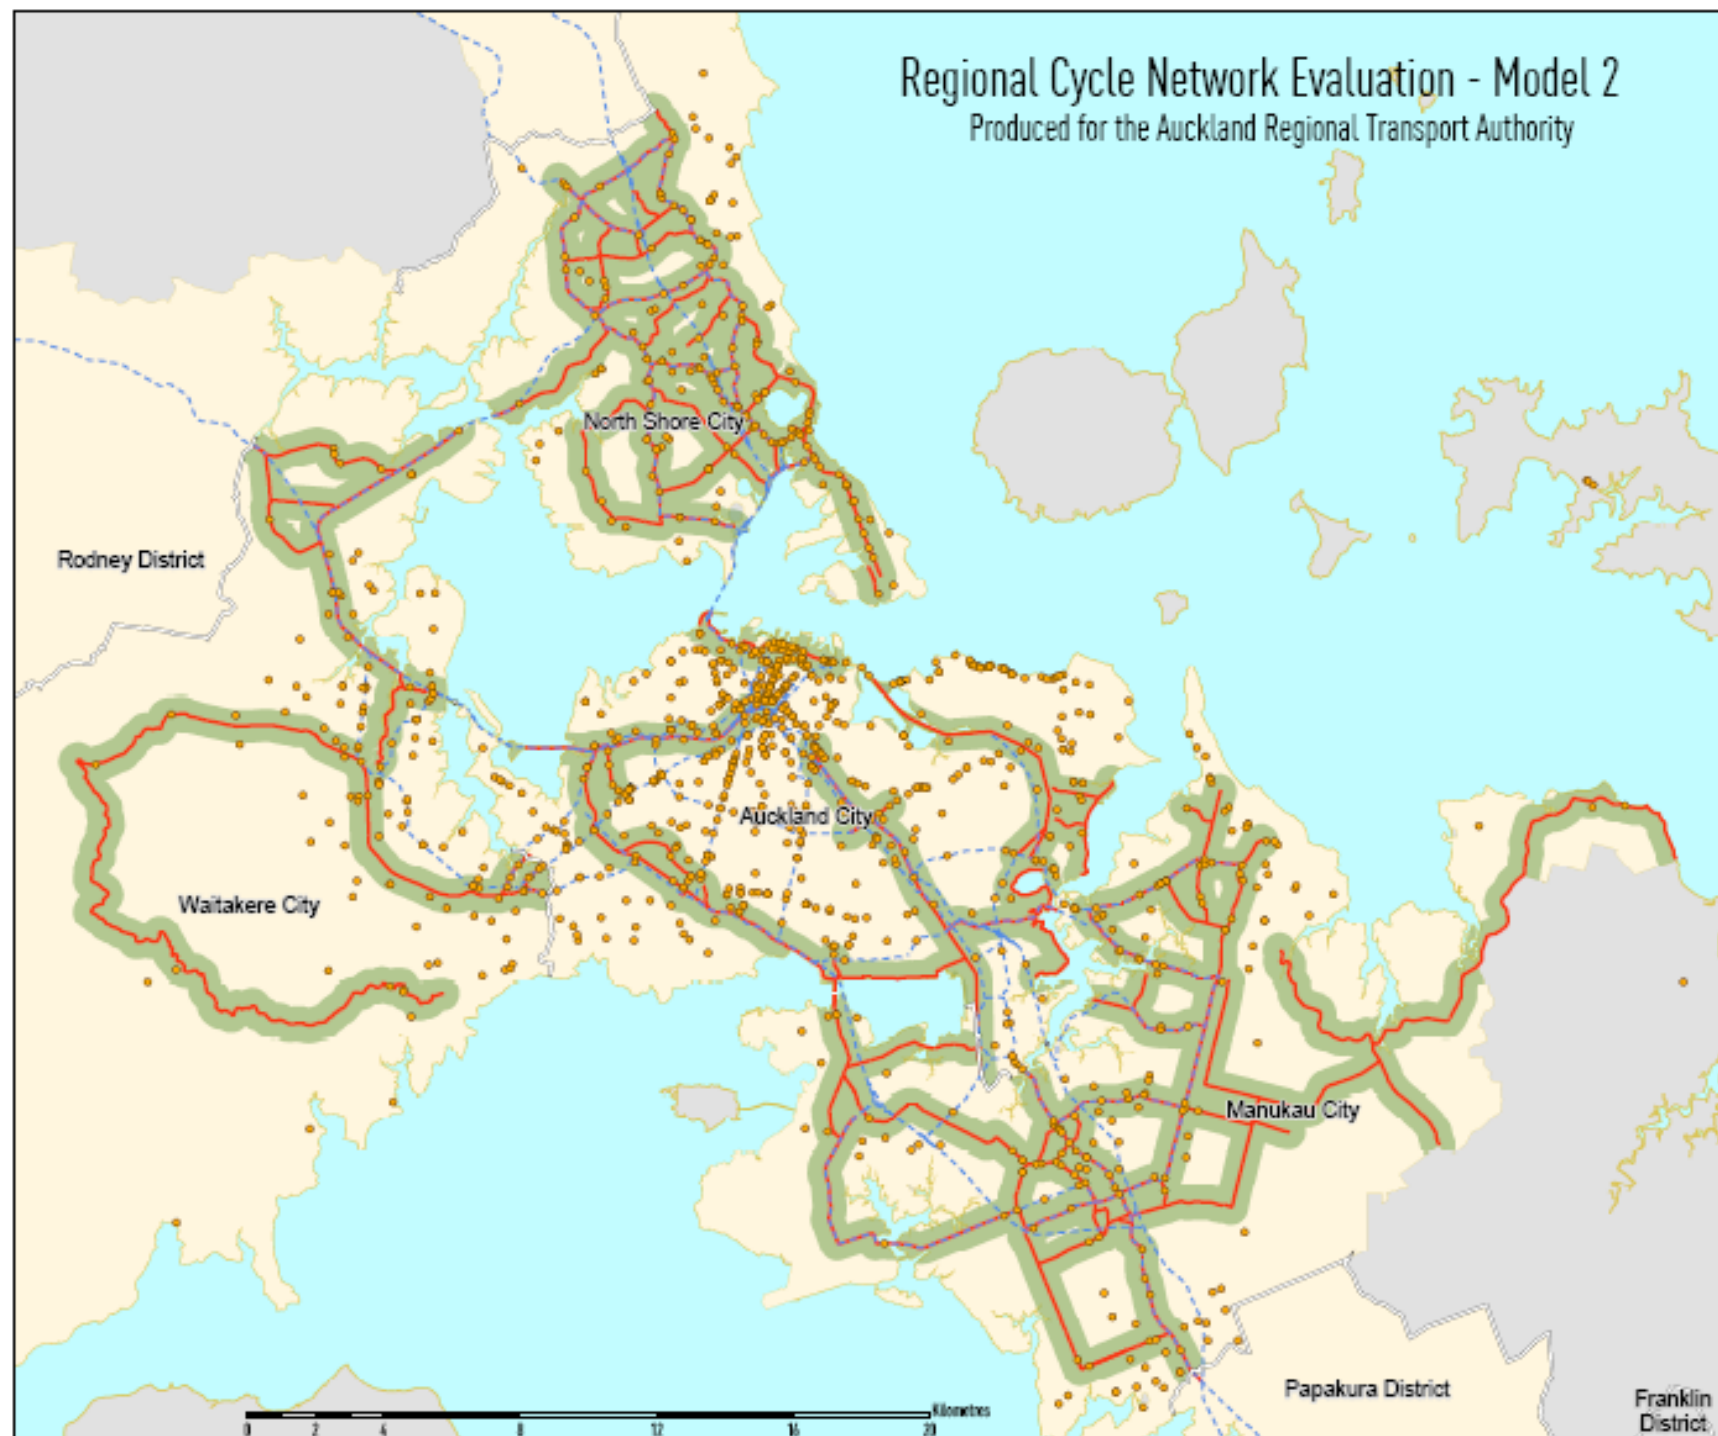 Regional Cycle Network Evaluation - Model 2
Produced for the Auckland Regional Transport Authority
North Shore City
Rodney District
Auckland City
Waitakere City
Manukau City
Papakura District
Franklin
District
Kilometres
0 2 4 8 12 16 20